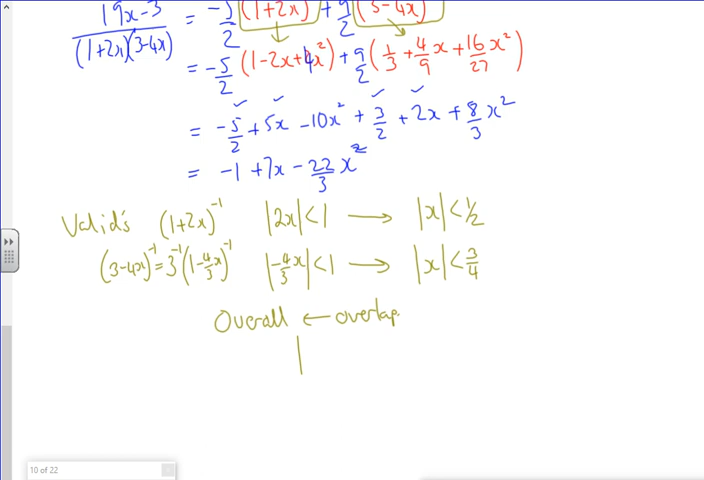 19x-3/(1+2x)(3-4x) = -5/2 (1+2x) + 9/2 (3-4x)
= -5/2 (1-2x+4x²) + 9/2 (1/3 + 4/9 x + 16/27 x²)
= -5/2 + 5x - 10x² + 3/2 + 2x + 8/3 x²
= -1 + 7x - 22/3 x²
Valid's (1+2x)⁻¹ |2x| < 1 → |x| < 1/2
(3-4x)⁻¹ = 3⁻¹(1-4/3 x)⁻¹ |-4/3 x| < 1 → |x| < 3/4
Overall ← overlap
10 of 22